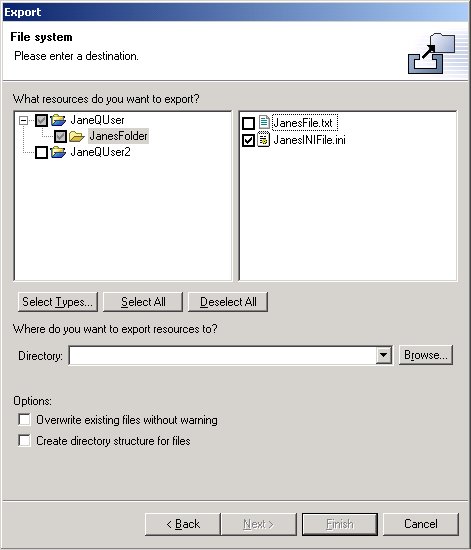 Export
File system
Please enter a destination.
What resources do you want to export?
JaneQUser
JanesFolder
JaneQUser2
JanesFile.txt
JanesINIFile.ini
Select Types...
Select All
Deselect All
Where do you want to export resources to?
Directory:
Browse...
Options:
Overwrite existing files without warning
Create directory structure for files
< Back
Next >
Finish
Cancel